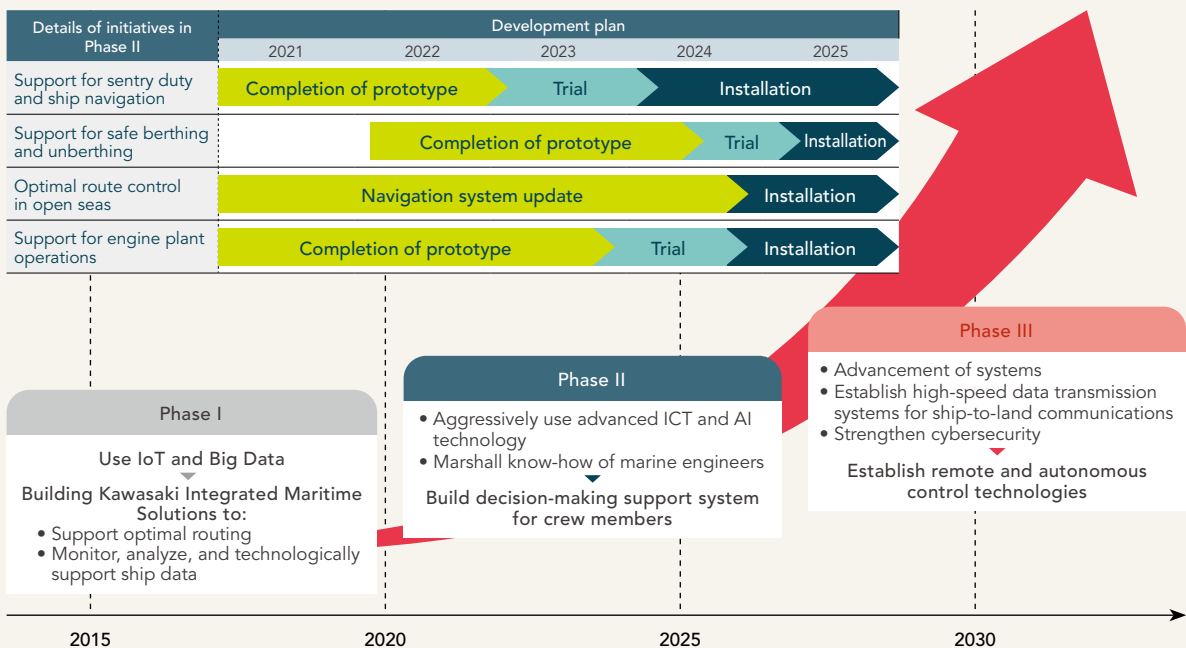 Details of initiatives in
Phase II
Development plan
2021 2022 2023 2024 2025
Support for sentry duty
and ship navigation
Completion of prototype Trial Installation
Support for safe berthing
and unberthing
Completion of prototype Trial Installation
Optimal route control
in open seas
Navigation system update Installation
Support for engine plant
operations
Completion of prototype Trial Installation
Phase I
Use IoT and Big Data
Building Kawasaki Integrated Maritime
Solutions to:
• Support optimal routing
• Monitor, analyze, and technologically
support ship data
Phase II
• Aggressively use advanced ICT and AI
technology
• Marshall know-how of marine engineers
Build decision-making support system
for crew members
Phase III
• Advancement of systems
• Establish high-speed data transmission
systems for ship-to-land communications
• Strengthen cybersecurity
Establish remote and autonomous
control technologies
2015 2020 2025 2030